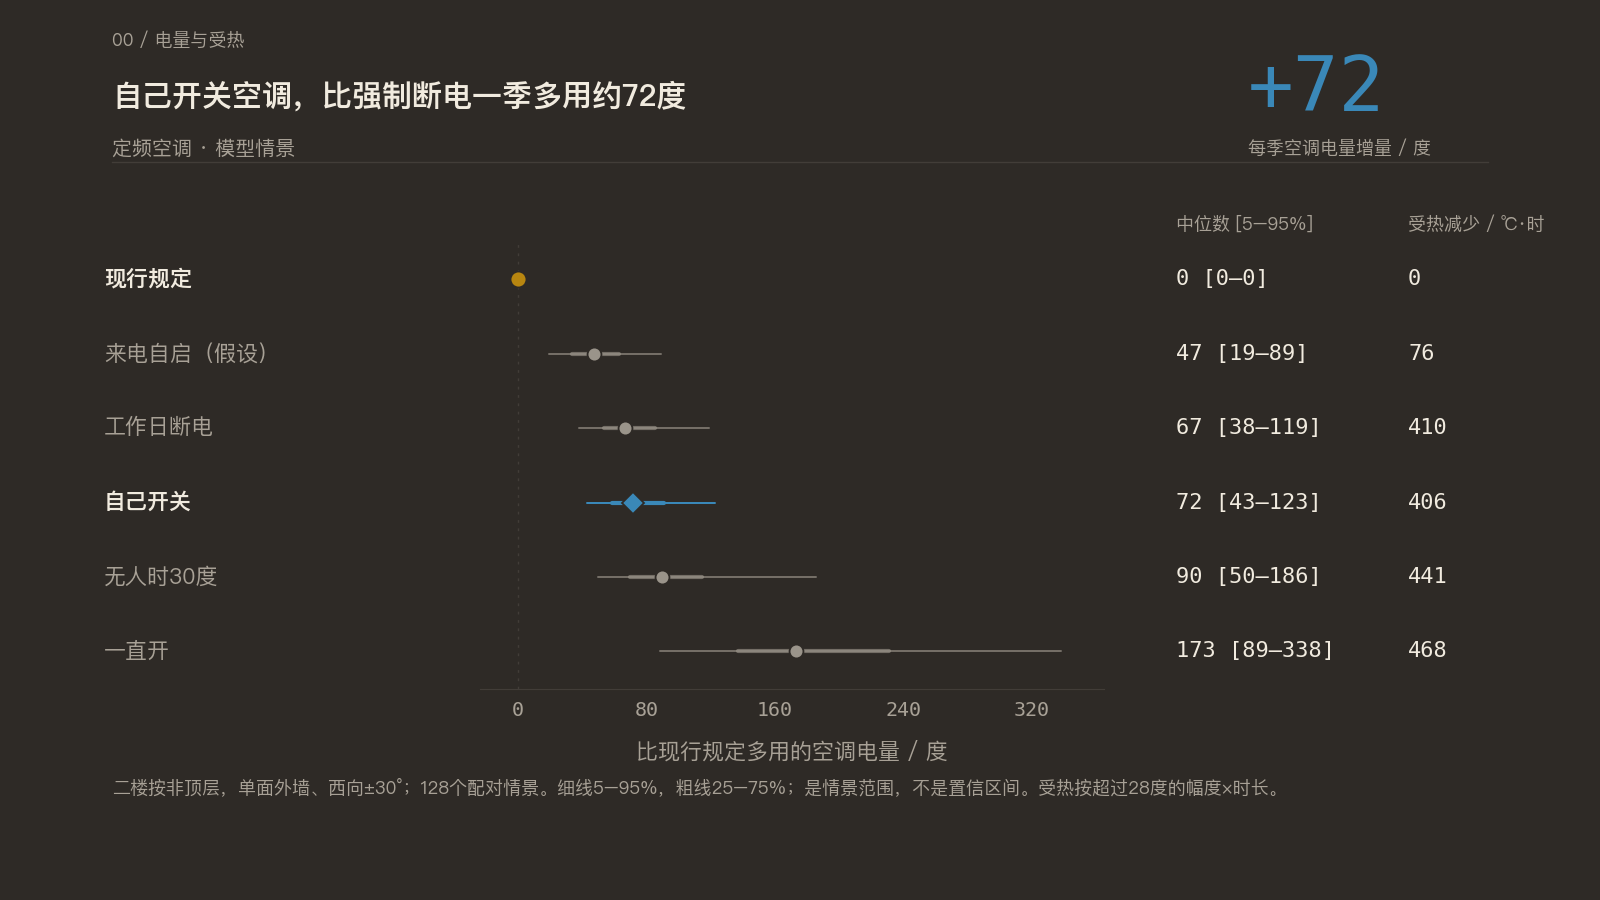 00 / 电量与受热
自己开关空调，比强制断电一季多用约72度
定频空调 · 模型情景
+72
每季空调电量增量 / 度
中位数 [5–95%] 受热减少 / ℃·时
现行规定 0 [0–0] 0
来电自启（假设） 47 [19–89] 76
工作日断电 67 [38–119] 410
自己开关 72 [43–123] 406
无人时30度 90 [50–186] 441
一直开 173 [89–338] 468
0 80 160 240 320
比现行规定多用的空调电量 / 度
二楼按非顶层，单面外墙、西向±30°；128个配对情景。细线5–95%，粗线25–75%；是情景范围，不是置信区间。受热按超过28度的幅度×时长。